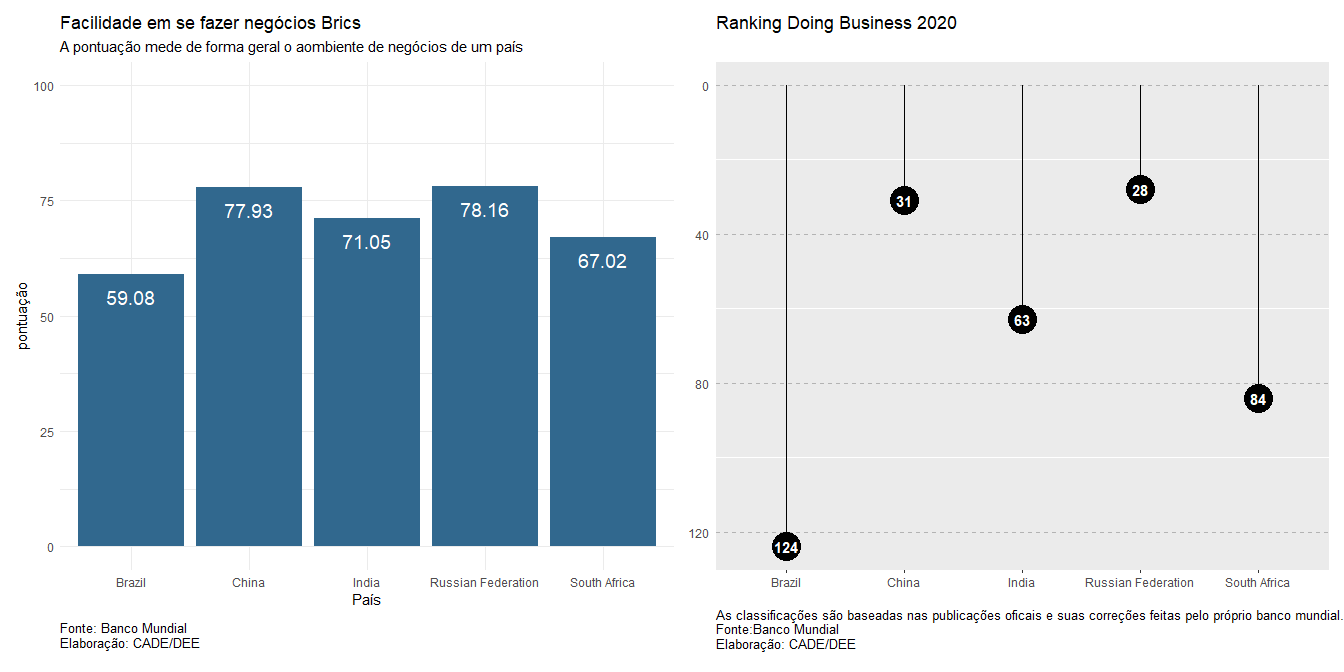 Facilidade em se fazer negócios Brics
A pontuação mede de forma geral o aombiente de negócios de um país
pontuação
100
75
50
25
0
59.08
77.93
71.05
78.16
67.02
Brazil
China
India
Russian Federation
South Africa
País
Fonte: Banco Mundial
Elaboração: CADE/DEE
Ranking Doing Business 2020
0
40
80
120
124
31
63
28
84
Brazil
China
India
Russian Federation
South Africa
As classificações são baseadas nas publicações oficais e suas correções feitas pelo próprio banco mundial.
Fonte:Banco Mundial
Elaboração: CADE/DEE